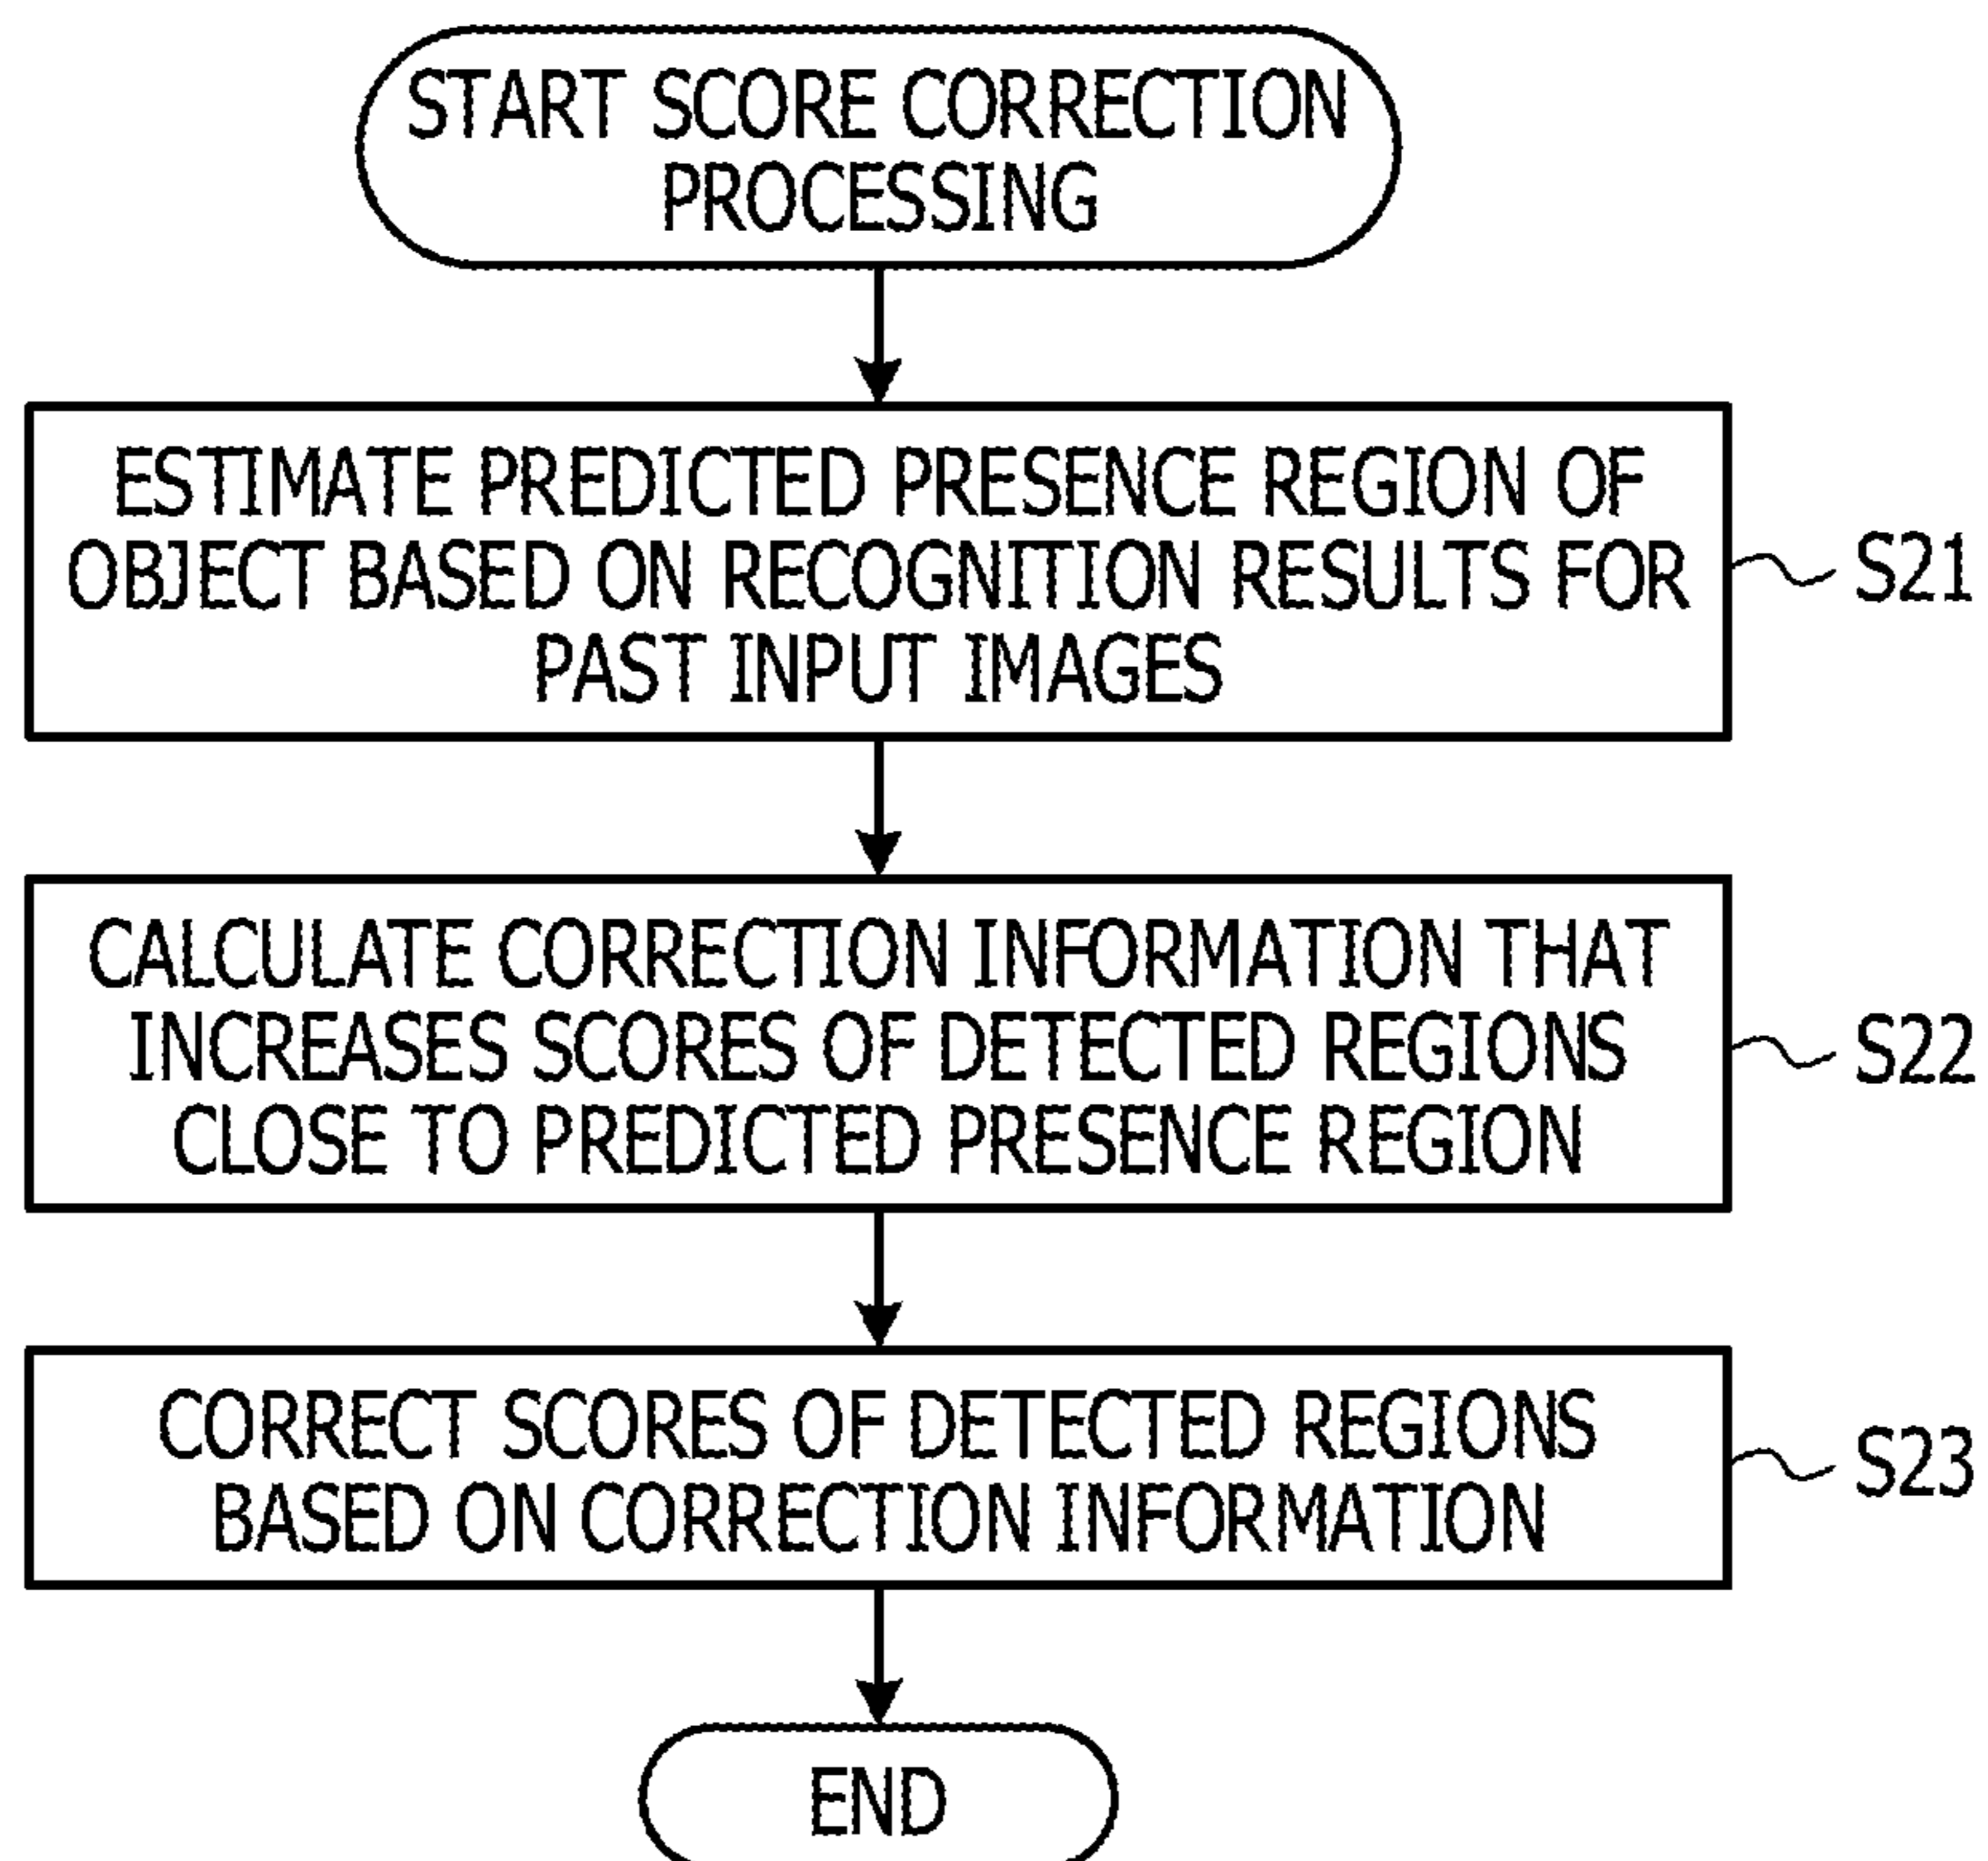 START SCORE CORRECTION
PROCESSING
ESTIMATE PREDICTED PRESENCE REGION OF
OBJECT BASED ON RECOGNITION RESULTS FOR
PAST INPUT IMAGES
S21
CALCULATE CORRECTION INFORMATION THAT
INCREASES SCORES OF DETECTED REGIONS
CLOSE TO PREDICTED PRESENCE REGION
S22
CORRECT SCORES OF DETECTED REGIONS
BASED ON CORRECTION INFORMATION
S23
END